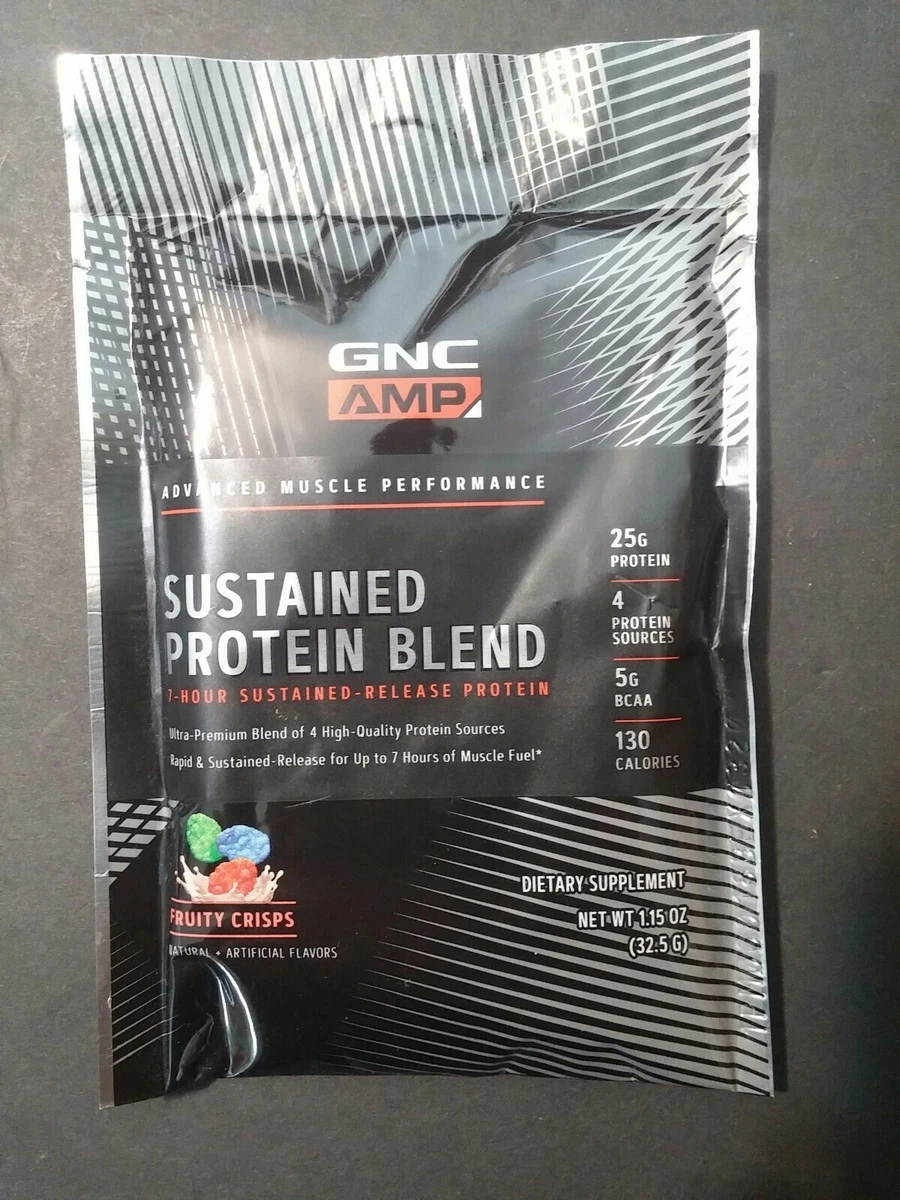 GNC
AMP
ADVANCED MUSCLE PERFORMANCE
SUSTAINED
PROTEIN BLEND
7-HOUR SUSTAINED-RELEASE PROTEIN
Ultra-Premium Blend of 4 High-Quality Protein Sources
Rapid & Sustained-Release for Up to 7 Hours of Muscle Fuel*
25G
PROTEIN
4
PROTEIN
SOURCES
5G
BCAA
130
CALORIES
FRUITY CRISPS
NATURAL + ARTIFICIAL FLAVORS
DIETARY SUPPLEMENT
NET WT 1.15 OZ
(32.5 G)